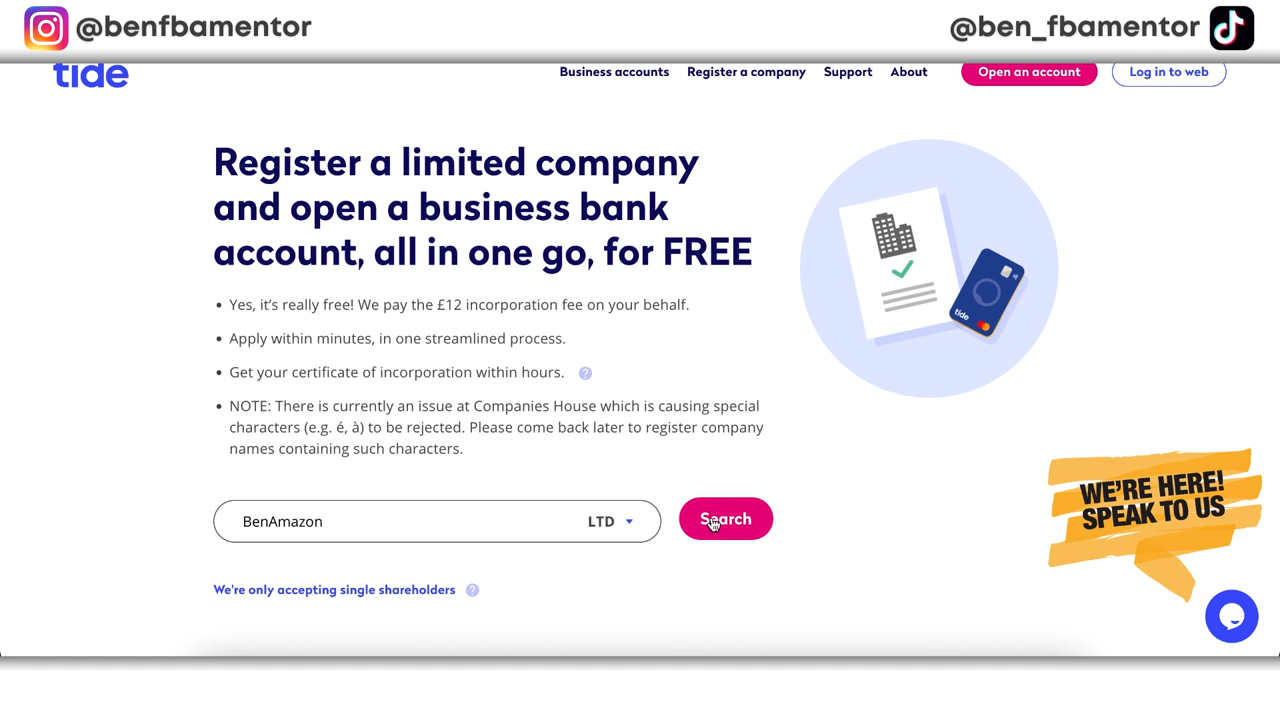 @benfbamentor
@ben_fbamentor
tide
Business accounts
Register a company
Support
About
Open an account
Log in to web
Register a limited company
and open a business bank
account, all in one go, for FREE
Yes, it's really free! We pay the £12 incorporation fee on your behalf.
Apply within minutes, in one streamlined process.
Get your certificate of incorporation within hours. ?
NOTE: There is currently an issue at Companies House which is causing special
characters (e.g. é, à) to be rejected. Please come back later to register company
names containing such characters.
tide
BenAmazon
LTD
Search
We're only accepting single shareholders ?
WE'RE HERE!
SPEAK TO US